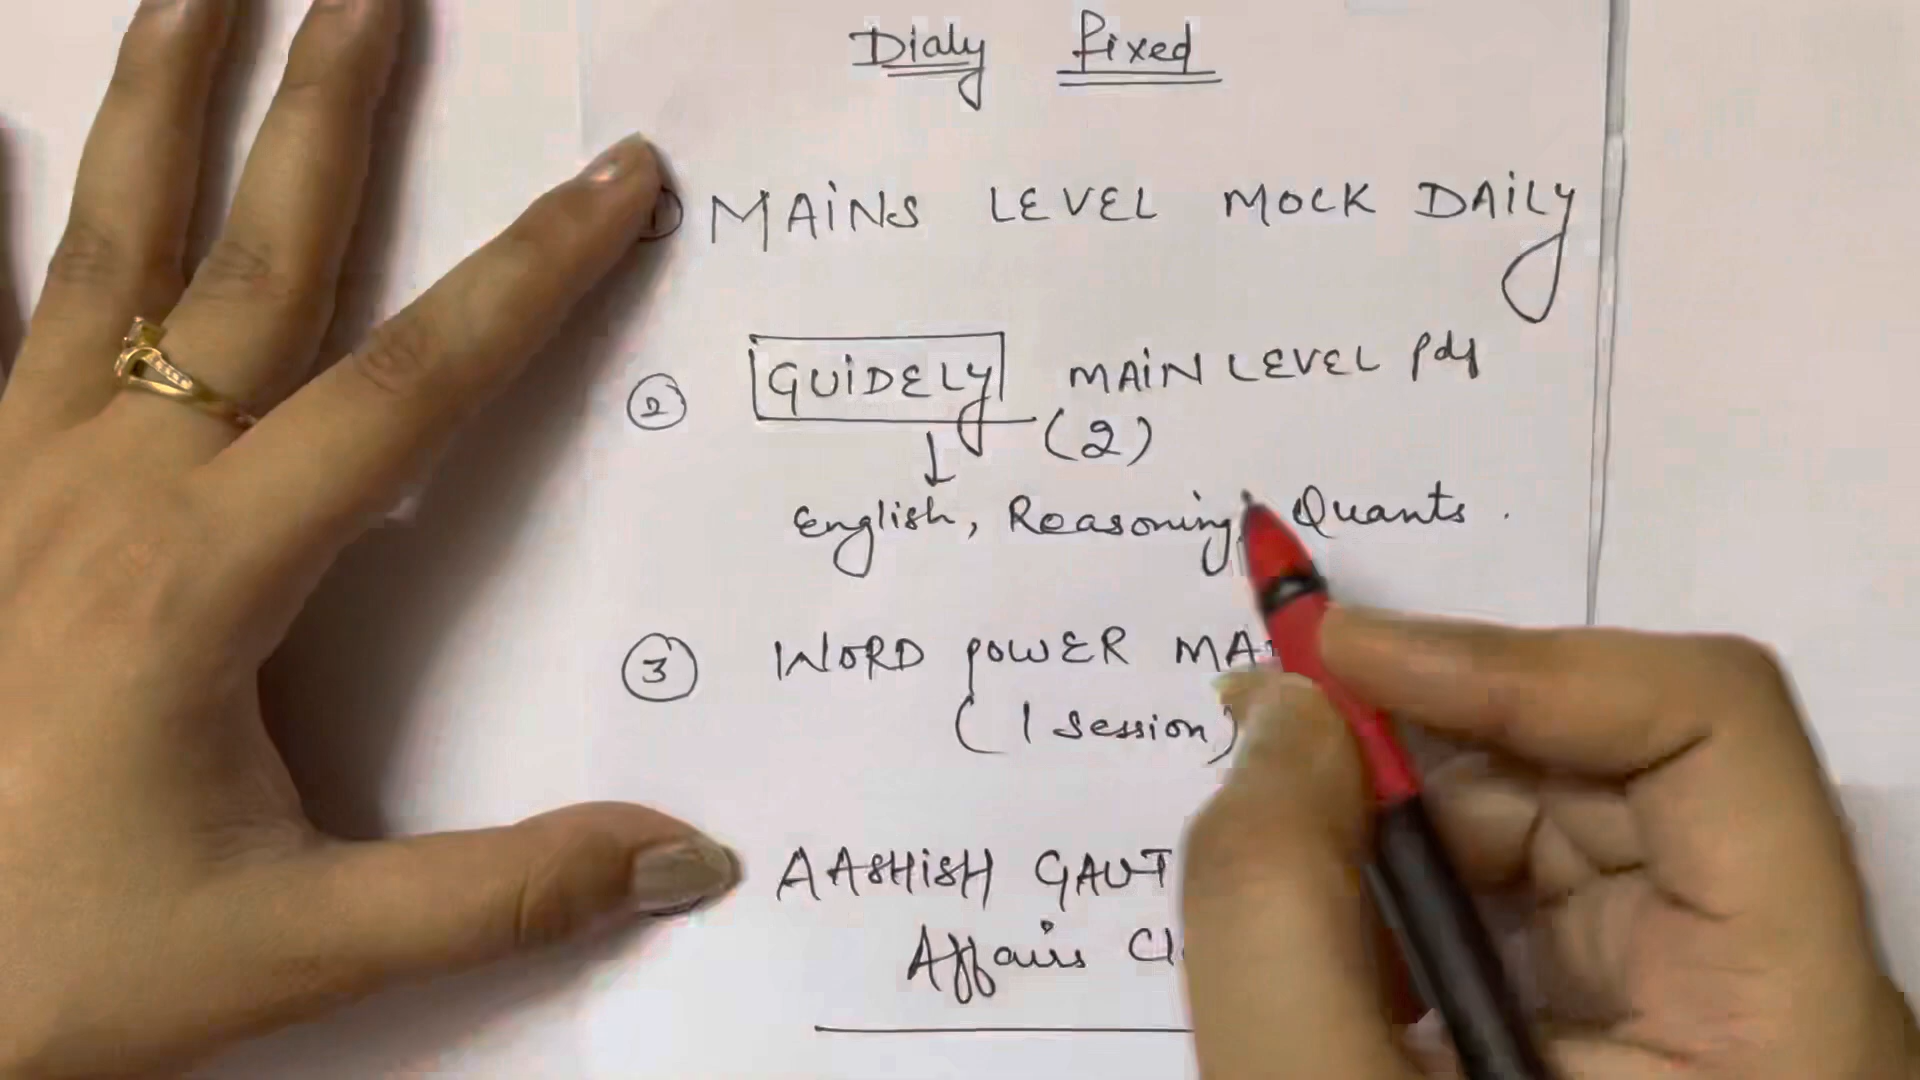 Dialy fixed
① MAiNS LEVEL MOCK DAiLy
② GUiDELy MAiN LEVEL Pdf
(2)
English, Reasoning, Quants.
③ WORD POWER
(1 session)
AASHiSH
Affairs